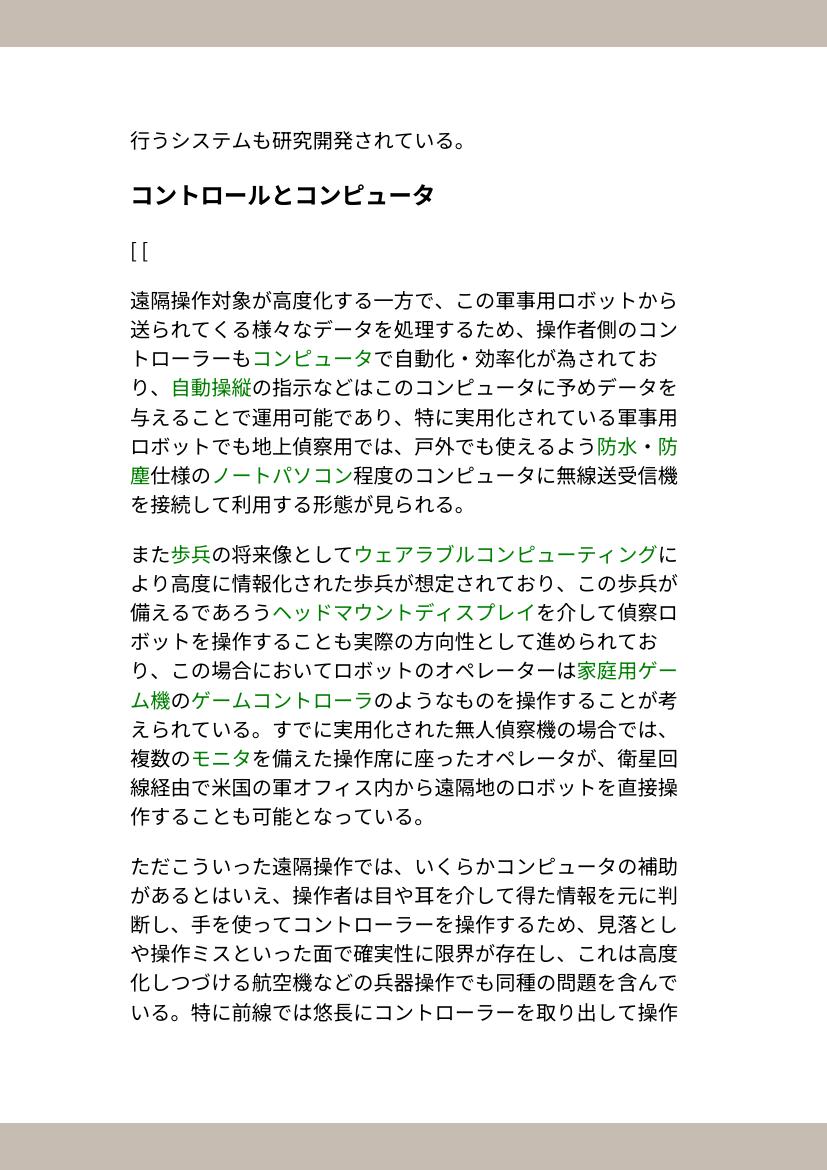 行うシステムも研究開発されている。
コントロールとコンピュータ
[ [
遠隔操作対象が高度化する一方で、この軍事用ロボットから
送られてくる様々なデータを処理するため、操作者側のコン
トローラーもコンピュータで自動化・効率化が為されてお
り、自動操縦の指示などはこのコンピュータに予めデータを
与えることで運用可能であり、特に実用化されている軍事用
ロボットでも地上偵察用では、戸外でも使えるよう防水・防
塵仕様のノートパソコン程度のコンピュータに無線送受信機
を接続して利用する形態が見られる。
また歩兵の将来像としてウェアラブルコンピューティングに
より高度に情報化された歩兵が想定されており、この歩兵が
備えるであろうヘッドマウントディスプレイを介して偵察ロ
ボットを操作することも実際の方向性として進められてお
り、この場合においてロボットのオペレーターは家庭用ゲー
ム機のゲームコントローラのようなものを操作することが考
えられている。すでに実用化された無人偵察機の場合では、
複数のモニタを備えた操作席に座ったオペレータが、衛星回
線経由で米国の軍オフィス内から遠隔地のロボットを直接操
作することも可能となっている。
ただこういった遠隔操作では、いくらかコンピュータの補助
があるとはいえ、操作者は目や耳を介して得た情報を元に判
断し、手を使ってコントローラーを操作するため、見落とし
や操作ミスといった面で確実性に限界が存在し、これは高度
化しつづける航空機などの兵器操作でも同種の問題を含んで
いる。特に前線では悠長にコントローラーを取り出して操作